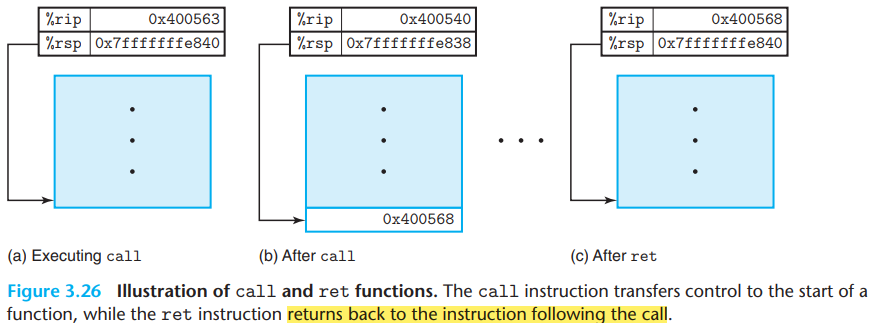 %rip 0x400563
%rsp 0x7fffffffe840
%rip 0x400540
%rsp 0x7fffffffe838
0x400568
%rip 0x400568
%rsp 0x7fffffffe840
(a) Executing call
(b) After call
(c) After ret
Figure 3.26 Illustration of call and ret functions. The call instruction transfers control to the start of a
function, while the ret instruction returns back to the instruction following the call.